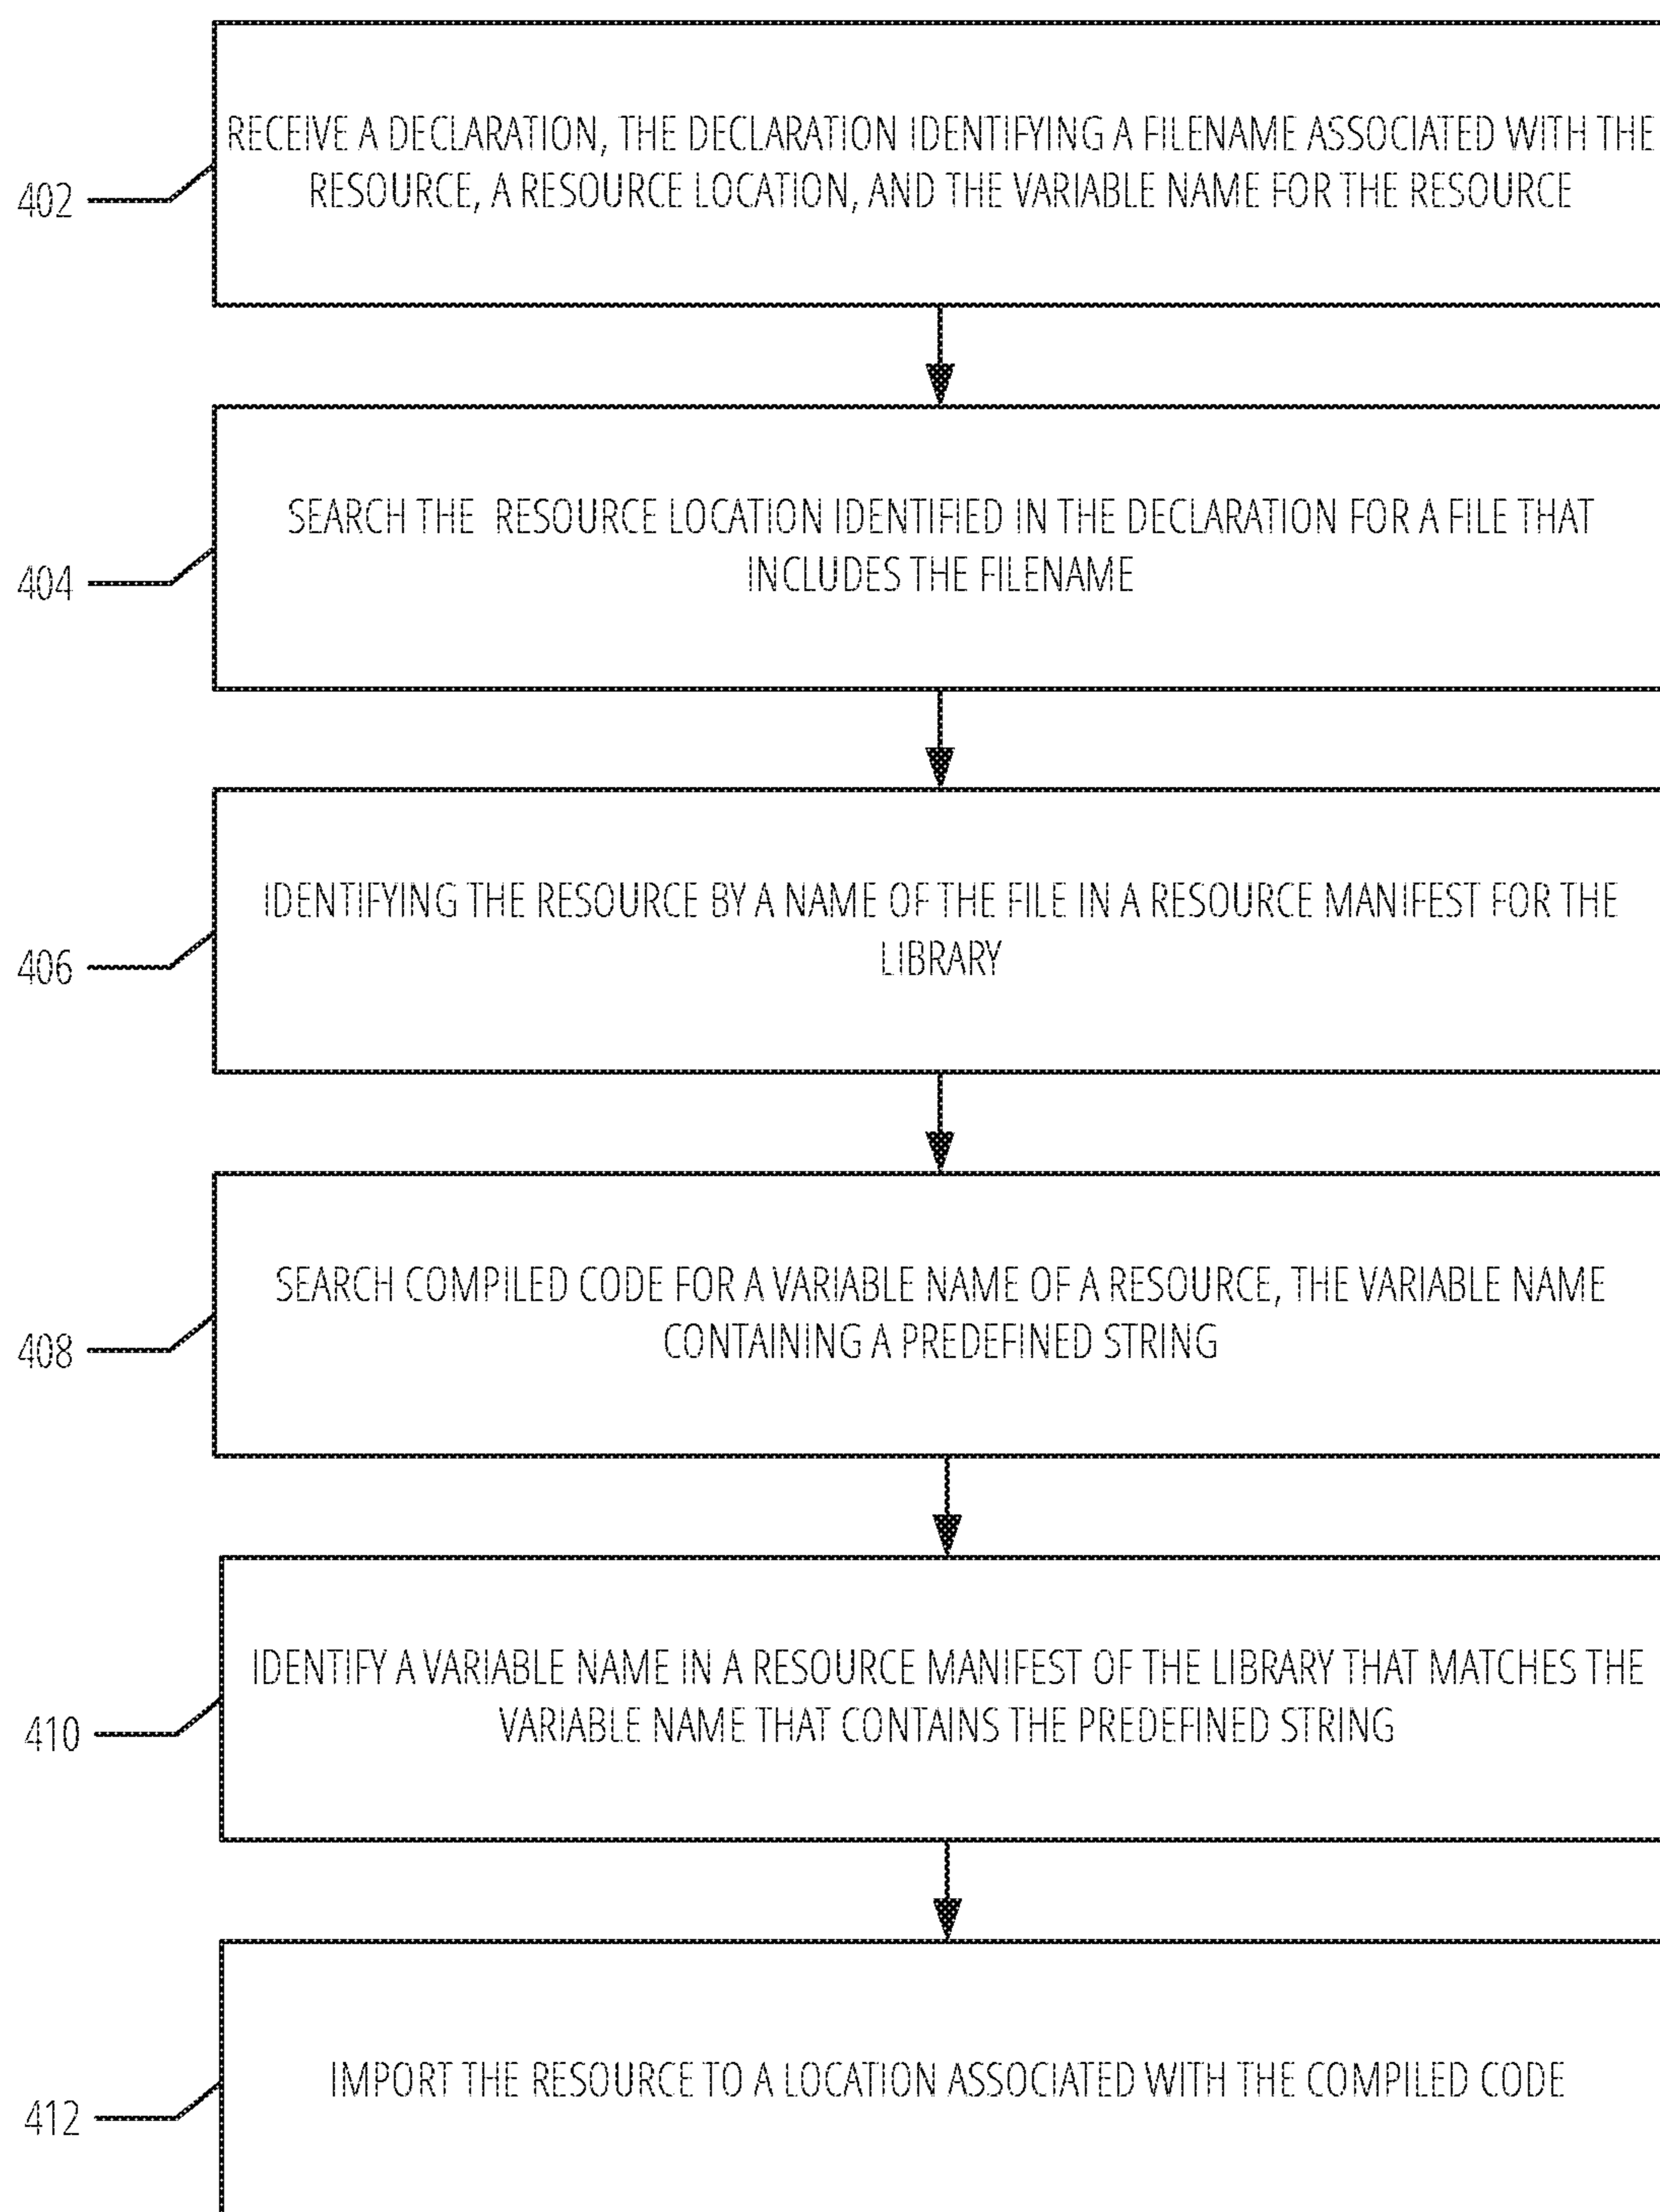 RECEIVE A DECLARATION, THE DECLARATION IDENTIFYING A FILENAME ASSOCIATED WITH THE
RESOURCE, A RESOURCE LOCATION, AND THE VARIABLE NAME FOR THE RESOURCE
402
SEARCH THE RESOURCE LOCATION IDENTIFIED IN THE DECLARATION FOR A FILE THAT
INCLUDES THE FILENAME
404
IDENTIFYING THE RESOURCE BY A NAME OF THE FILE IN A RESOURCE MANIFEST FOR THE
LIBRARY
406
SEARCH COMPILED CODE FOR A VARIABLE NAME OF A RESOURCE, THE VARIABLE NAME
CONTAINING A PREDEFINED STRING
408
IDENTIFY A VARIABLE NAME IN A RESOURCE MANIFEST OF THE LIBRARY THAT MATCHES THE
VARIABLE NAME THAT CONTAINS THE PREDEFINED STRING
410
IMPORT THE RESOURCE TO A LOCATION ASSOCIATED WITH THE COMPILED CODE
412